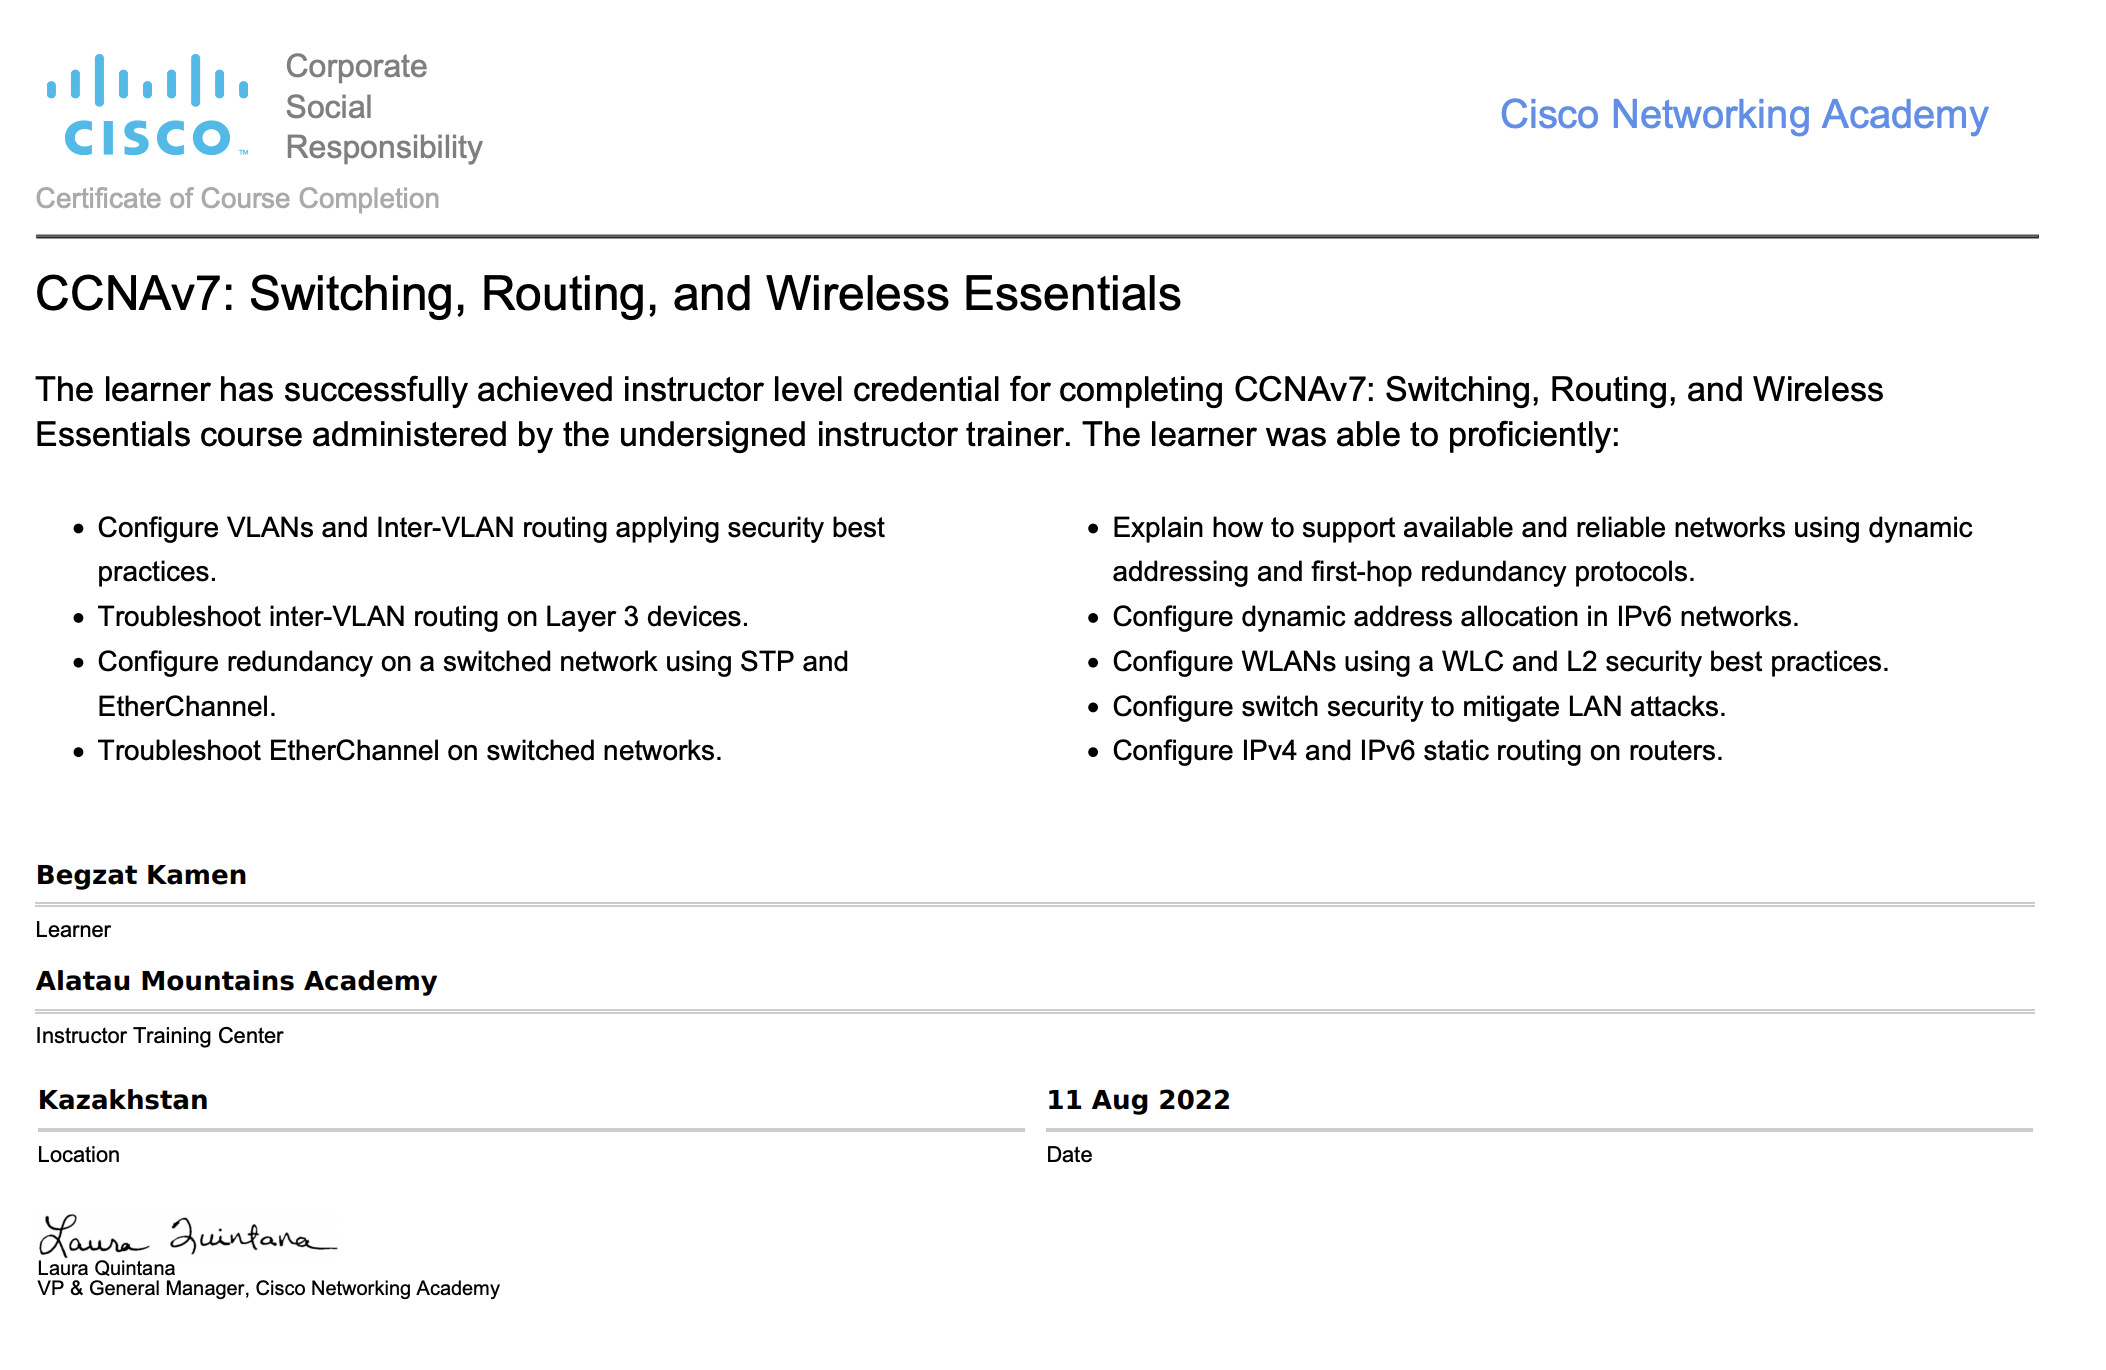 Corporate
Social
Responsibility
CISCO™
Cisco Networking Academy
Certificate of Course Completion
CCNAv7: Switching, Routing, and Wireless Essentials
The learner has successfully achieved instructor level credential for completing CCNAv7: Switching, Routing, and Wireless
Essentials course administered by the undersigned instructor trainer. The learner was able to proficiently:
• Configure VLANs and Inter-VLAN routing applying security best
practices.
• Troubleshoot inter-VLAN routing on Layer 3 devices.
• Configure redundancy on a switched network using STP and
EtherChannel.
• Troubleshoot EtherChannel on switched networks.
• Explain how to support available and reliable networks using dynamic
addressing and first-hop redundancy protocols.
• Configure dynamic address allocation in IPv6 networks.
• Configure WLANs using a WLC and L2 security best practices.
• Configure switch security to mitigate LAN attacks.
• Configure IPv4 and IPv6 static routing on routers.
Begzat Kamen
Learner
Alatau Mountains Academy
Instructor Training Center
Kazakhstan
Location
11 Aug 2022
Date
Laura Quintana
Laura Quintana
VP & General Manager, Cisco Networking Academy